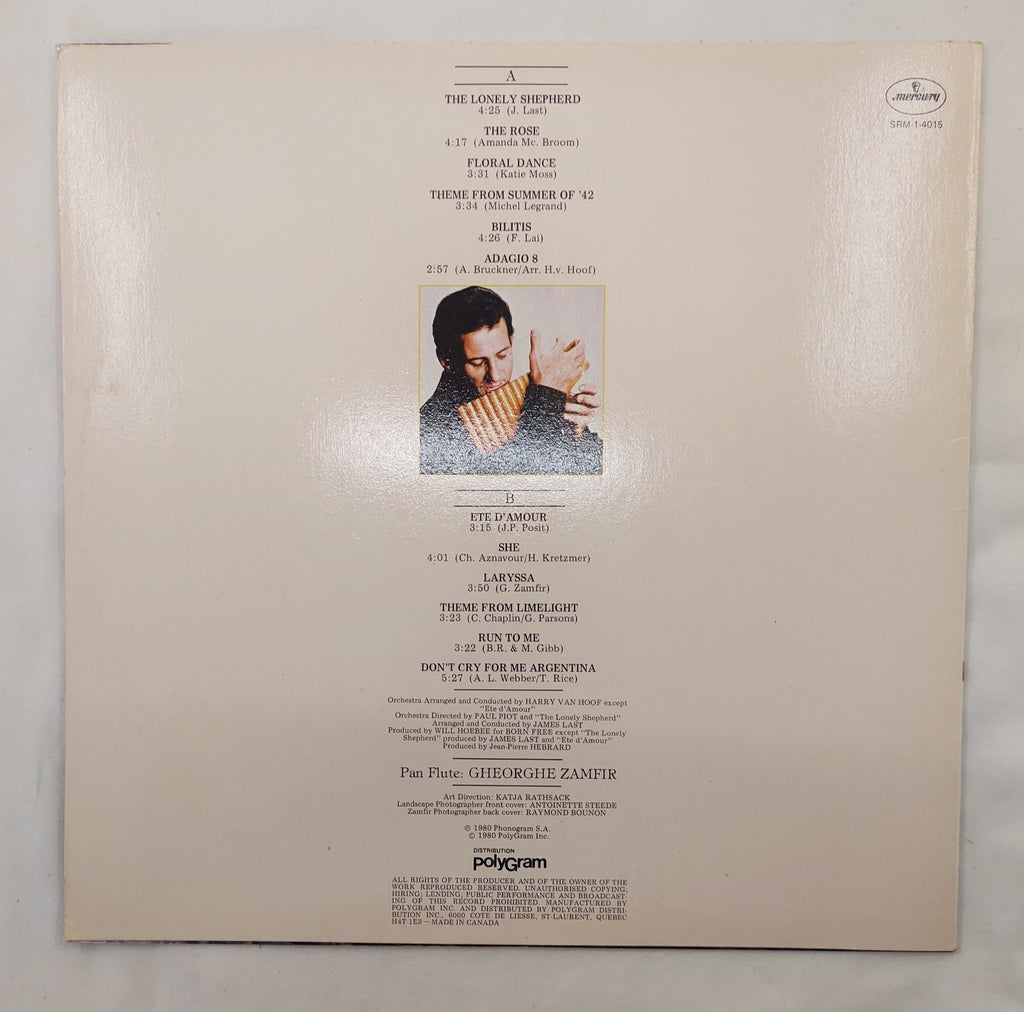 A
THE LONELY SHEPHERD
4:25 (J. Last)
THE ROSE
4:17 (Amanda Mc. Broom)
FLORAL DANCE
3:31 (Katie Moss)
THEME FROM SUMMER OF '42
3:34 (Michel Legrand)
BILITIS
4:26 (F. Lai)
ADAGIO 8
2:57 (A. Bruckner/Arr. H.v. Hoof)
mercury
SRM-1-4015
B
ETE D'AMOUR
3:15 (J.P. Posit)
SHE
4:01 (Ch. Aznavour/H. Kretzmer)
LARYSSA
3:50 (G. Zamfir)
THEME FROM LIMELIGHT
3:23 (C. Chaplin/G. Parsons)
RUN TO ME
3:22 (B.R. & M. Gibb)
DON'T CRY FOR ME ARGENTINA
5:27 (A. L. Webber/T. Rice)
Orchestra Arranged and Conducted by HARRY VAN HOOF except
"Ete d'Amour"
Orchestra Directed by PAUL PIOT and "The Lonely Shepherd"
Arranged and Conducted by JAMES LAST
Produced by WILL HOEBEE for BORN FREE except "The Lonely
Shepherd" produced by JAMES LAST and "Ete d'Amour"
Produced by Jean-Pierre HEBRARD
Pan Flute: GHEORGHE ZAMFIR
Art Direction: KATJA RATHSACK
Landscape Photographer front cover: ANTOINETTE STEEDE
Zamfir Photographer back cover: RAYMOND BOUNON
℗ 1980 Phonogram S.A.
© 1980 PolyGram Inc.
DISTRIBUTION
polyGram
ALL RIGHTS OF THE PRODUCER AND OF THE OWNER OF THE
WORK REPRODUCED RESERVED. UNAUTHORISED COPYING;
HIRING; LENDING; PUBLIC PERFORMANCE AND BROADCAST-
ING OF THIS RECORD PROHIBITED. MANUFACTURED BY
POLYGRAM INC. AND DISTRIBUTED BY POLYGRAM DISTRI-
BUTION INC., 6000 COTE DE LIESSE, ST-LAURENT, QUEBEC
H4T 1E3 — MADE IN CANADA